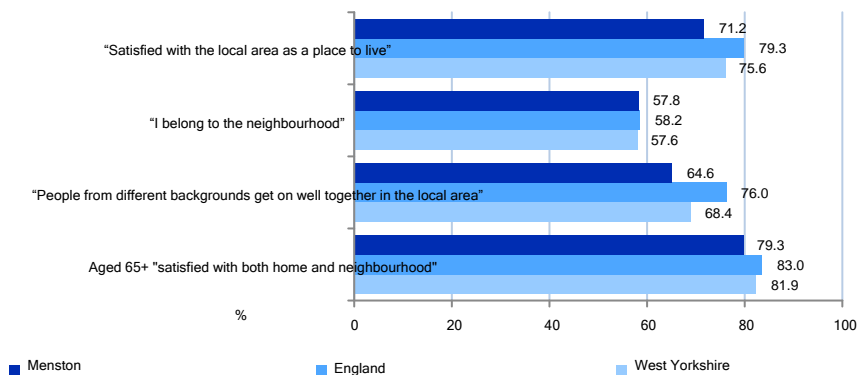 71.2
“Satisfied with the local area as a place to live”
79.3
75.6
57.8
“I belong to the neighbourhood”
58.2
57.6
64.6
“People from different backgrounds get on well together in the local area”
76.0
68.4
79.3
Aged 65+ "satisfied with both home and neighbourhood"
83.0
81.9
%
0 20 40 60 80 100
Menston England West Yorkshire